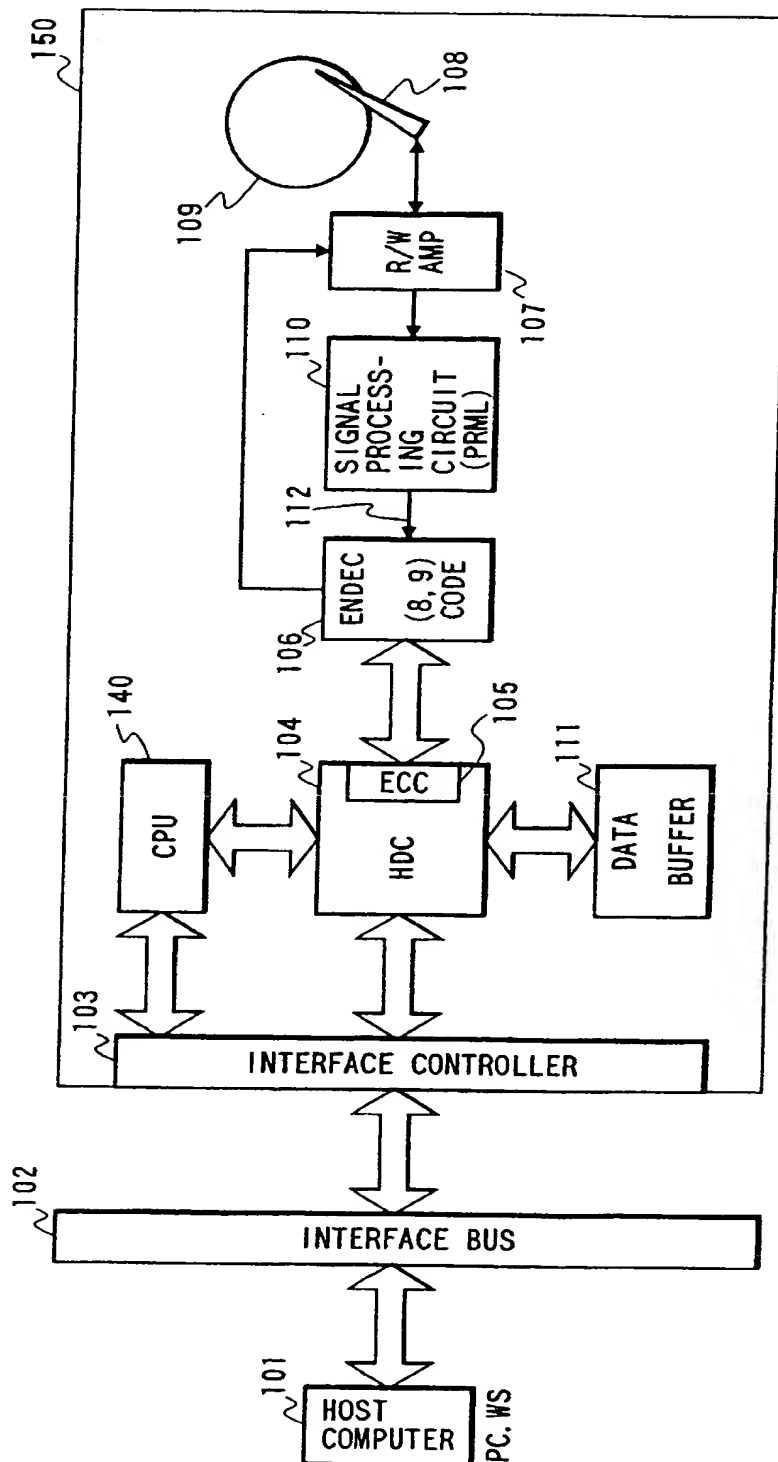 150
109
108
R/W
AMP
107
110
SIGNAL
PROCESS-
ING
CIRCUIT
(PRML)
112
ENDEC
(8, 9)
CODE
106
140
CPU
104
ECC
105
HDC
111
DATA
BUFFER
103
INTERFACE CONTROLLER
102
INTERFACE BUS
101
HOST
COMPUTER
PC, WS